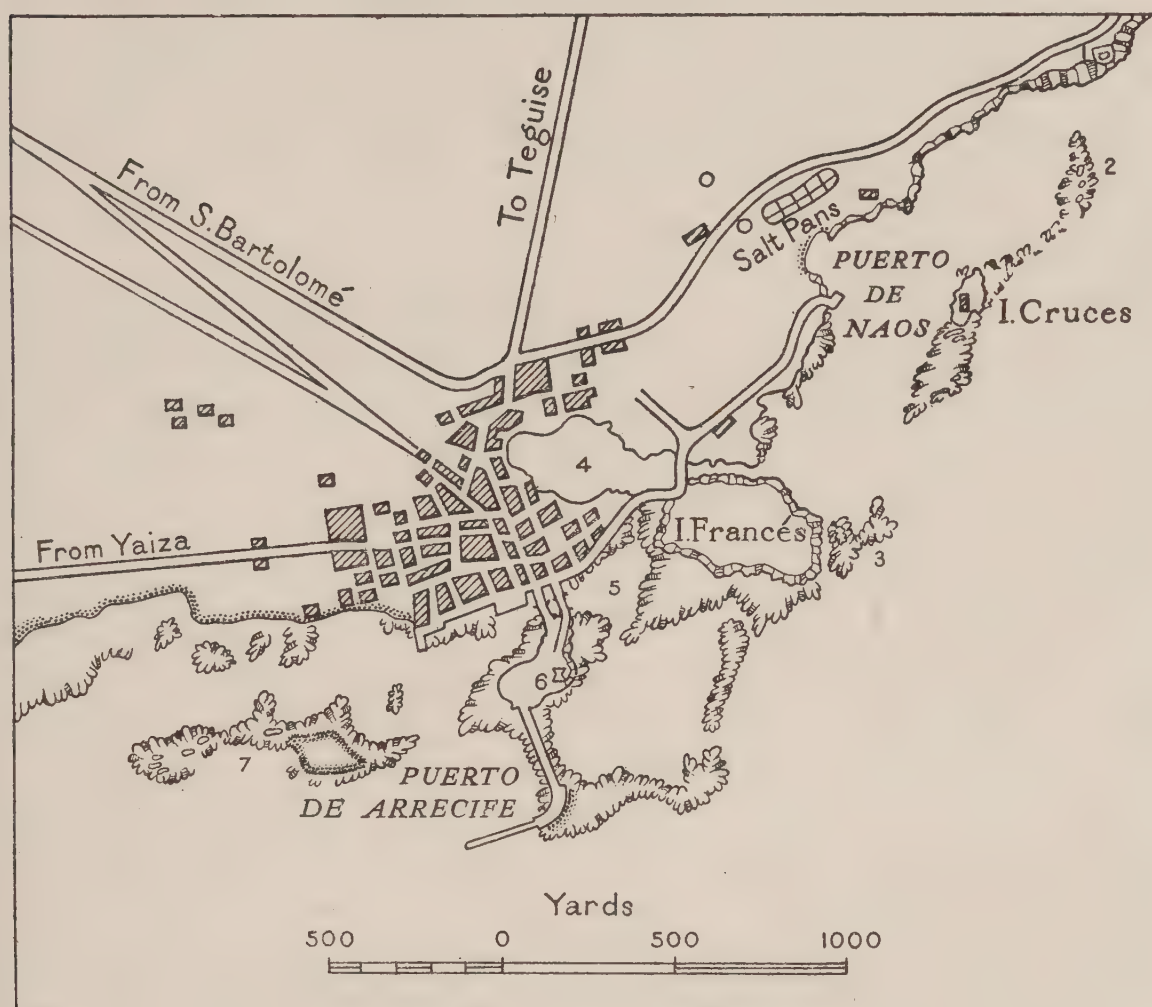 To Teguise
From S. Bartolomé
2
Salt Pans
PUERTO
DE
NAOS
I. Cruces
4
From Yaiza
I. Francés
3
5
6
7
PUERTO
DE ARRECIFE
Yards
500 0 500 1000